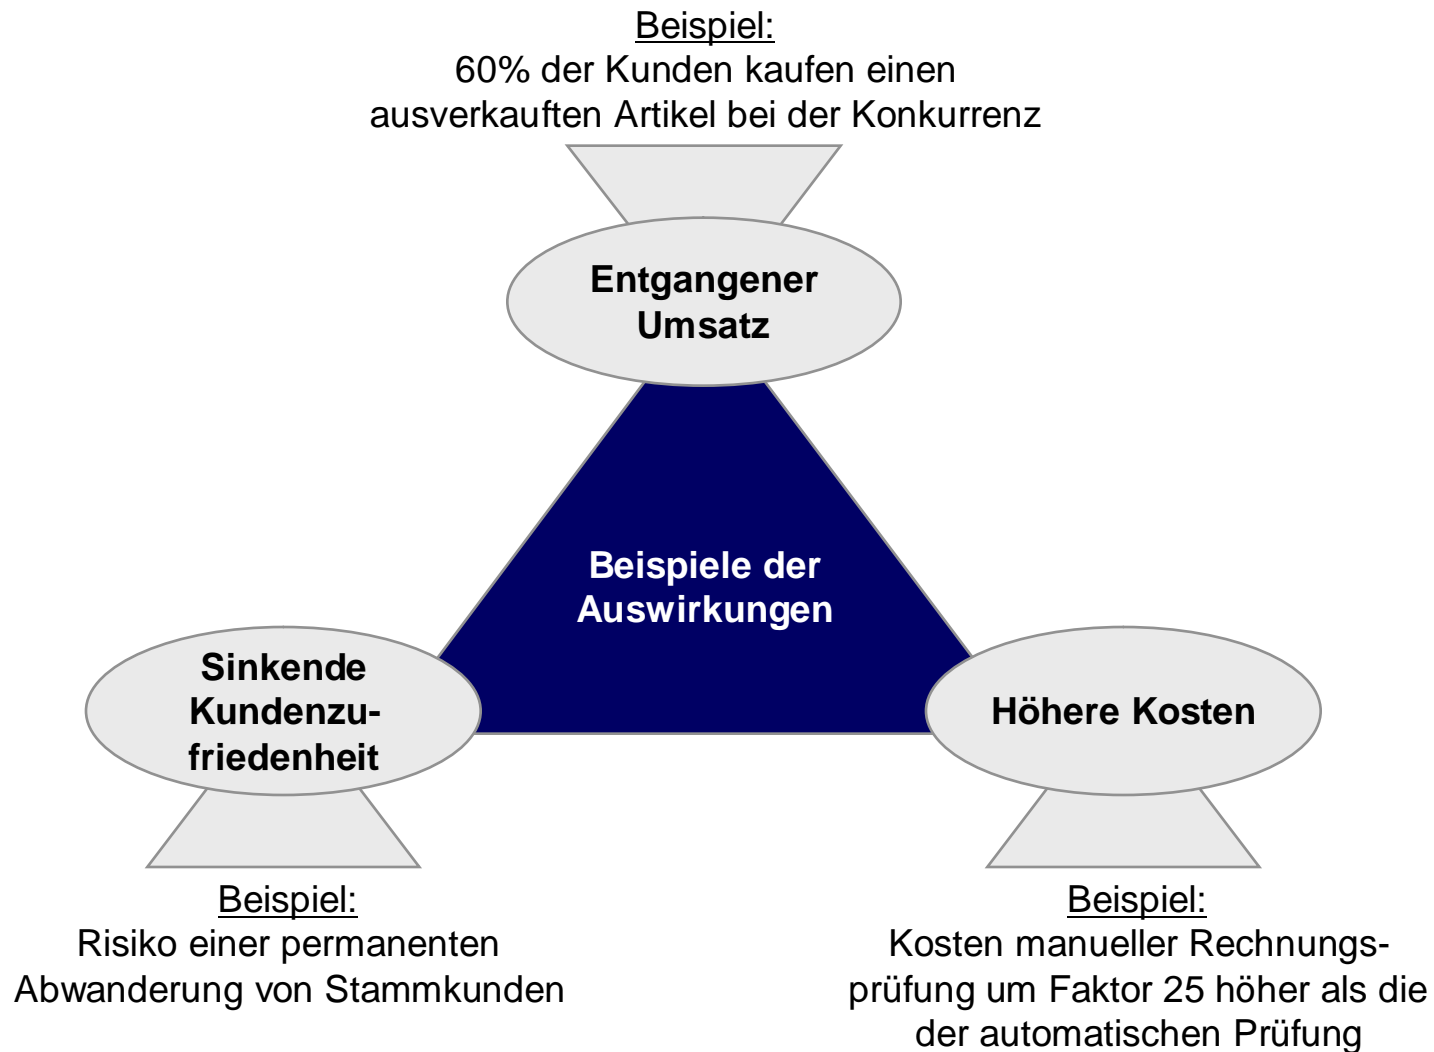 Beispiel:
60% der Kunden kaufen einen
ausverkauften Artikel bei der Konkurrenz
Entgangener
Umsatz
Beispiele der
Auswirkungen
Sinkende
Kundenzu-
friedenheit
Höhere Kosten
Beispiel:
Risiko einer permanenten
Abwanderung von Stammkunden
Beispiel:
Kosten manueller Rechnungs-
prüfung um Faktor 25 höher als die
der automatischen Prüfung